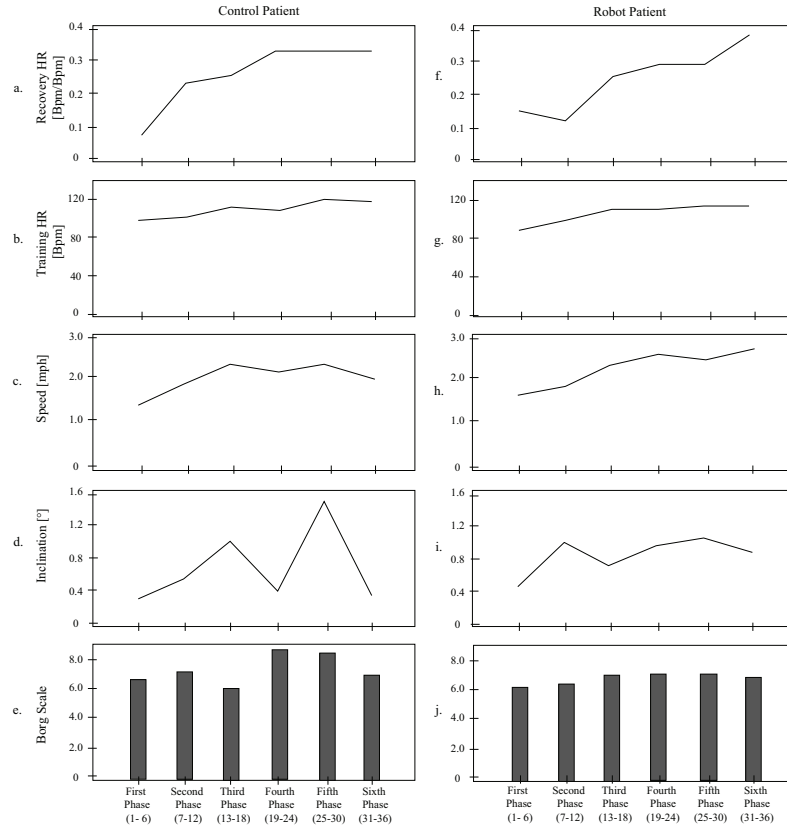 Control Patient
Robot Patient
a.
Recovery HR
[Bpm/Bpm]
0.4
0.3
0.2
0.1
0
f.
0.4
0.3
0.2
0.1
0
b.
Training HR
[Bpm]
120
80
40
0
g.
120
80
40
0
c.
Speed [mph]
3.0
2.0
1.0
0
h.
3.0
2.0
1.0
0
d.
Inclination [°]
1.6
1.2
0.8
0.4
0
i.
1.6
1.2
0.8
0.4
0
e.
Borg Scale
8.0
6.0
4.0
2.0
0
j.
8.0
6.0
4.0
2.0
0
First
Phase
(1- 6)
Second
Phase
(7-12)
Third
Phase
(13-18)
Fourth
Phase
(19-24)
Fifth
Phase
(25-30)
Sixth
Phase
(31-36)
First
Phase
(1- 6)
Second
Phase
(7-12)
Third
Phase
(13-18)
Fourth
Phase
(19-24)
Fifth
Phase
(25-30)
Sixth
Phase
(31-36)